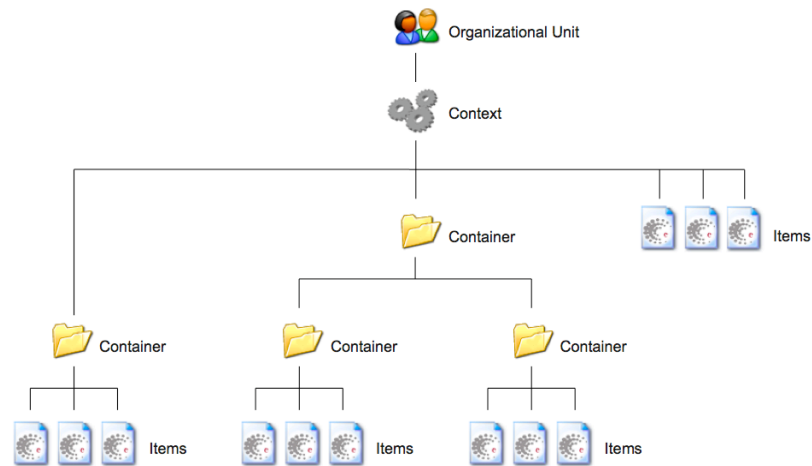 Organizational Unit
Context
Container
Items
Container
Container
Container
Items
Items
Items